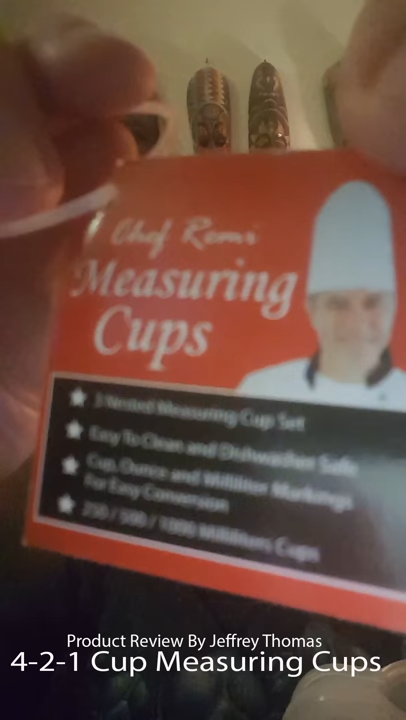 Chef Remi
Measuring
Cups
3 Nested Measuring Cup Set
Easy To Clean and Dishwasher Safe
Cup, Ounce and Milliliter Markings
For Easy Conversion
250 / 500 / 1000 Milliliters Cups
Product Review By Jeffrey Thomas
4-2-1 Cup Measuring Cups